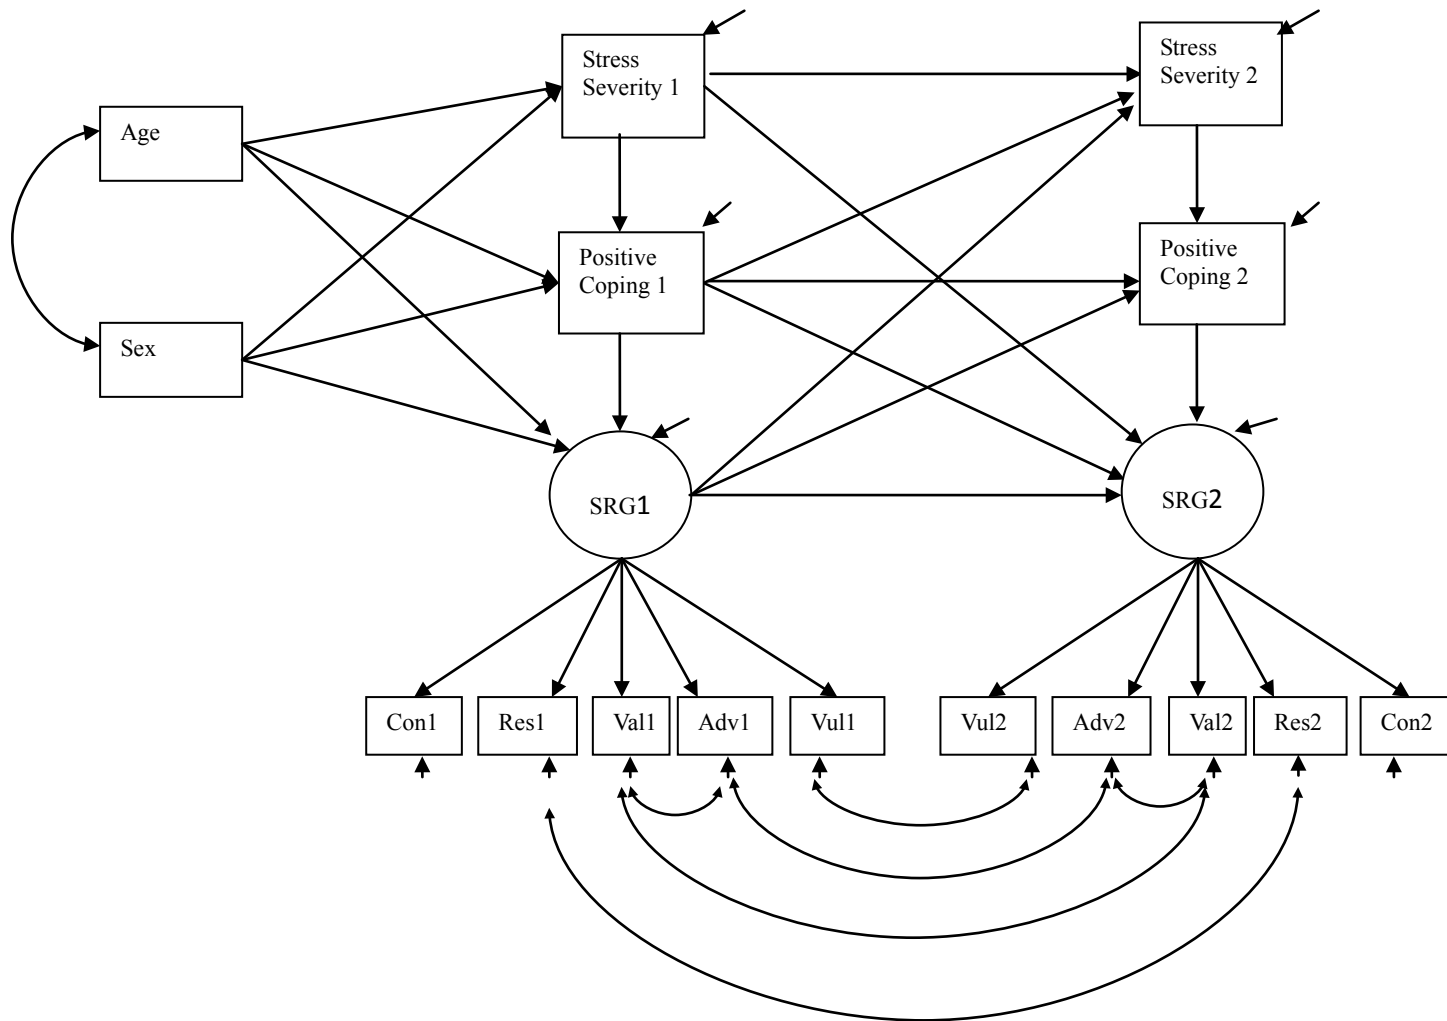 Stress
Severity 1
Stress
Severity 2
Age
Positive
Coping 1
Positive
Coping 2
Sex
SRG1
SRG2
Con1
Res1
Val1
Adv1
Vul1
Vul2
Adv2
Val2
Res2
Con2